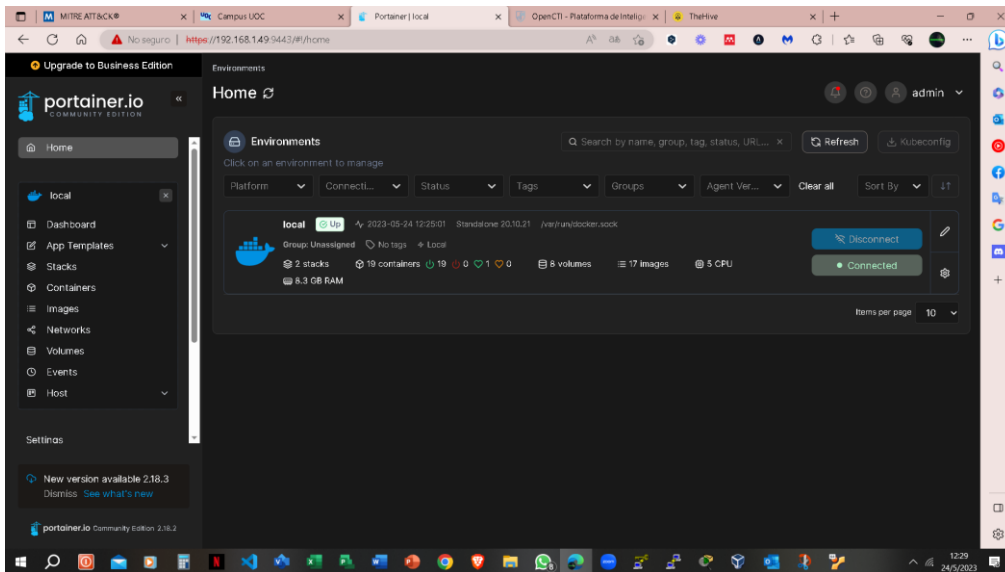 MITRE ATT&CK®
Campus UOC
Portainer | local
OpenCTI - Plataforma de Intelige
TheHive
No seguro
https://192.168.1.49:9443/#!/home
Upgrade to Business Edition
portainer.io
COMMUNITY EDITION
Home
local
Dashboard
App Templates
Stacks
Containers
Images
Networks
Volumes
Events
Host
Settings
New version available 2.18.3
Dismiss See what's new
portainer.io Community Edition 2.18.2
Environments
Home
admin
Environments
Click on an environment to manage
Search by name, group, tag, status, URL...
Refresh
Kubeconfig
Platform
Connecti...
Status
Tags
Groups
Agent Ver...
Clear all
Sort By
local Up 2023-05-24 12:25:01 Standalone 20.10.21 /var/run/docker.sock
Group: Unassigned No tags Local
2 stacks 19 containers 19 0 1 0 8 volumes 17 images 5 CPU
8.3 GB RAM
Disconnect
Connected
Items per page 10
12:29
24/5/2023